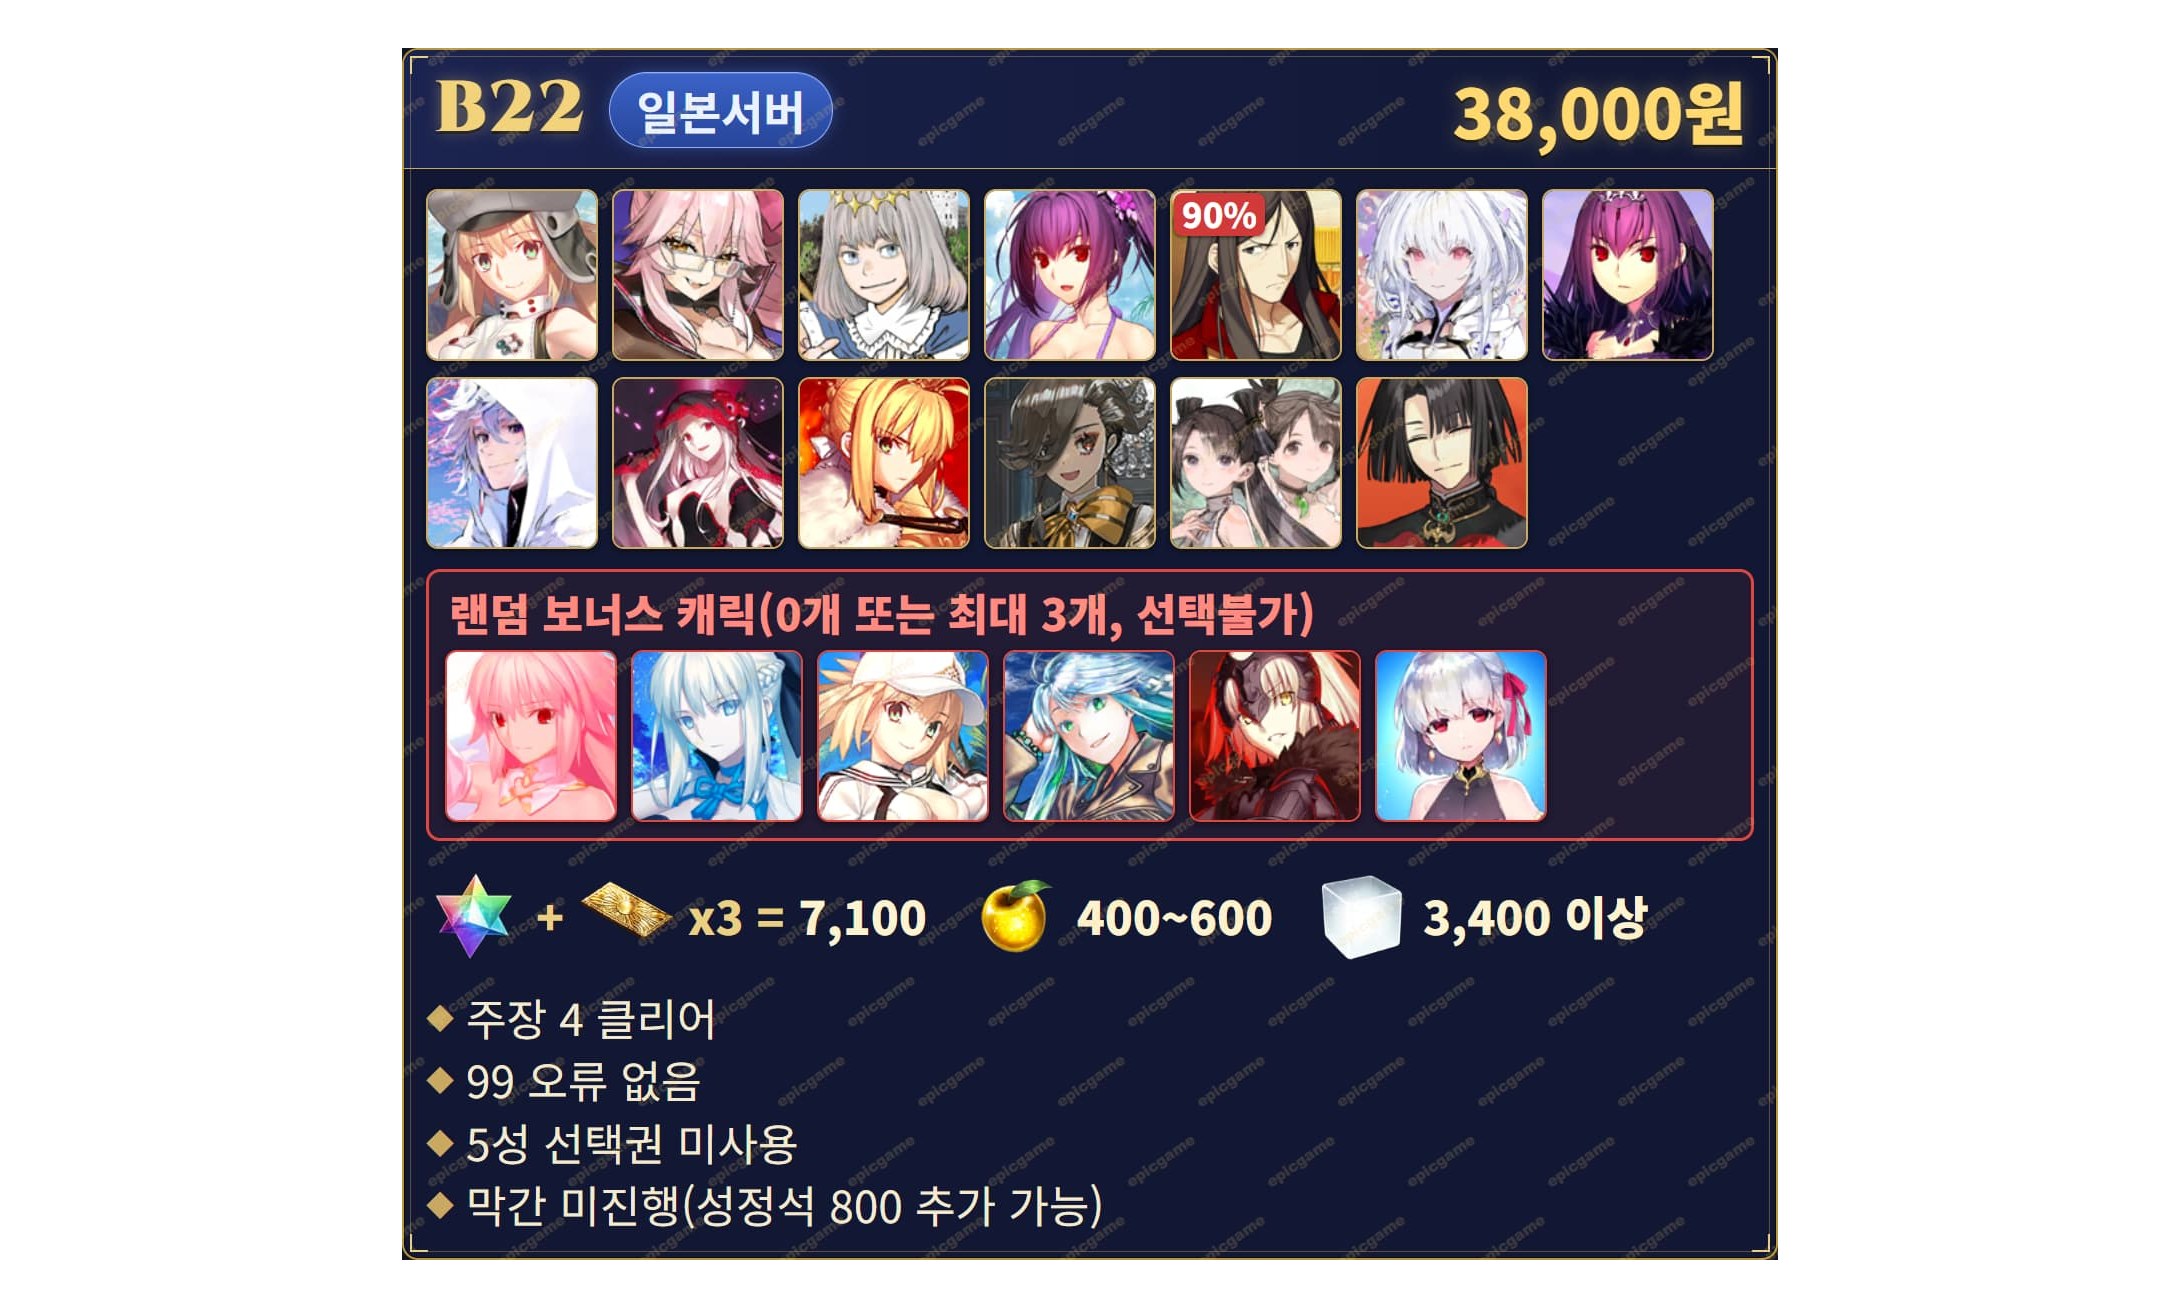 B22 일본서버 38,000원
90%
랜덤 보너스 캐릭(0개 또는 최대 3개, 선택불가)
+ x3 = 7,100 400~600 3,400 이상
주장 4 클리어
99 오류 없음
5성 선택권 미사용
막간 미진행(성정석 800 추가 가능)
epicgame